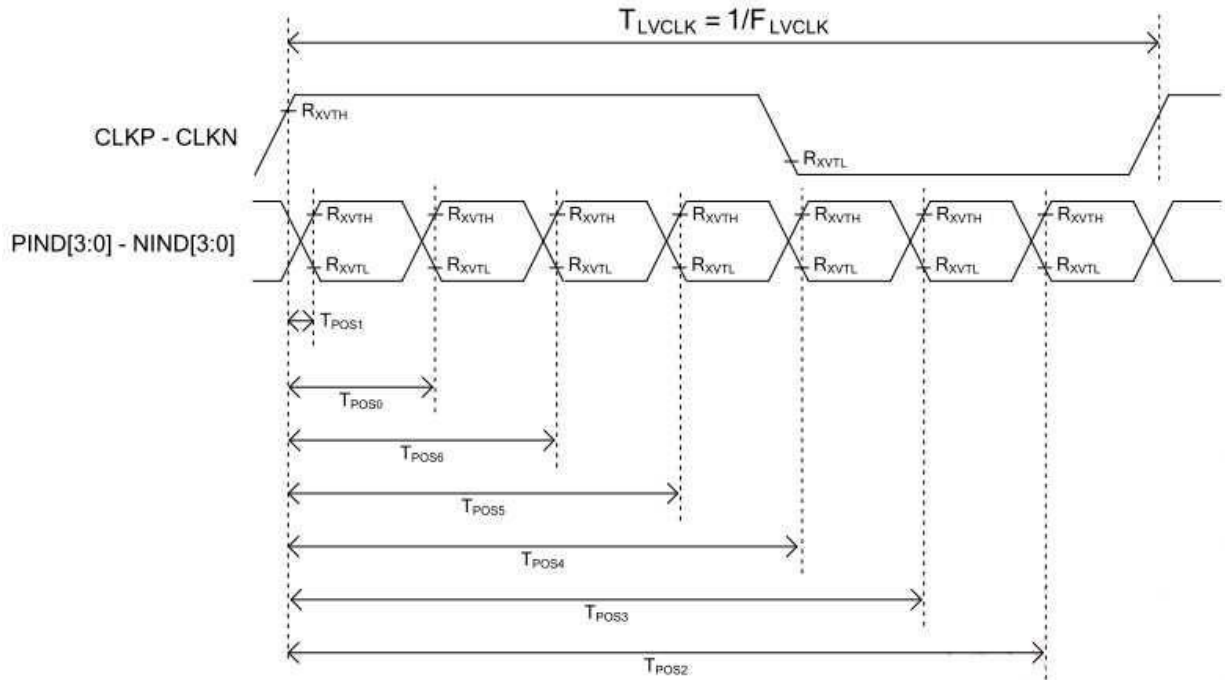 T_LVCLK = 1/F_LVCLK
CLKP - CLKN
R_XVTH
R_XVTL
PIND[3:0] - NIND[3:0]
R_XVTH R_XVTH R_XVTH R_XVTH R_XVTH R_XVTH R_XVTH
R_XVTL R_XVTL R_XVTL R_XVTL R_XVTL R_XVTL R_XVTL
T_POS1
T_POS0
T_POS6
T_POS5
T_POS4
T_POS3
T_POS2